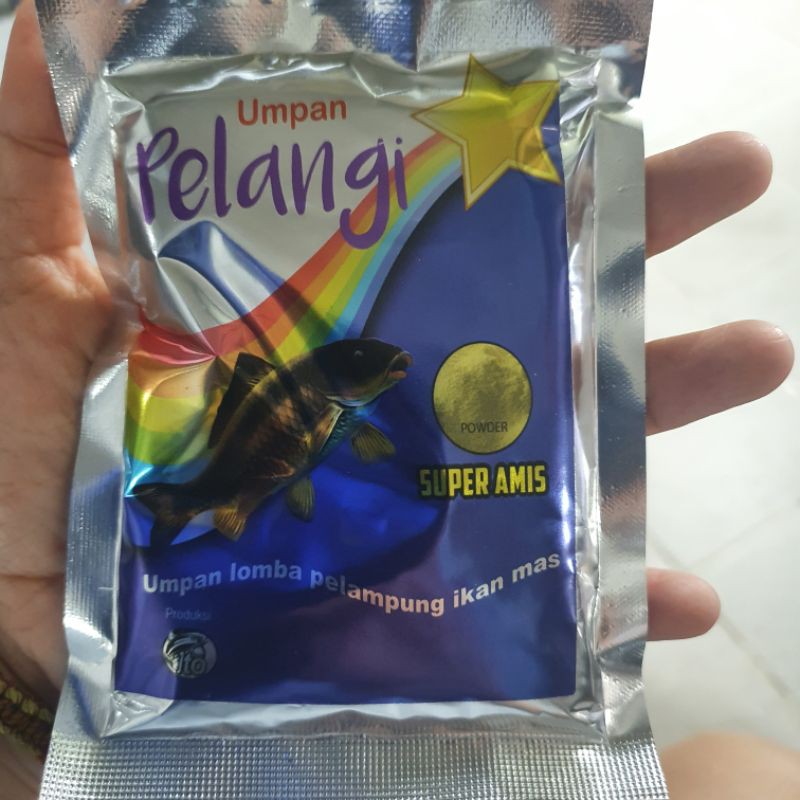 Umpan
Pelangi
POWDER
SUPER AMIS
Umpan lomba pelampung ikan mas
Produksi